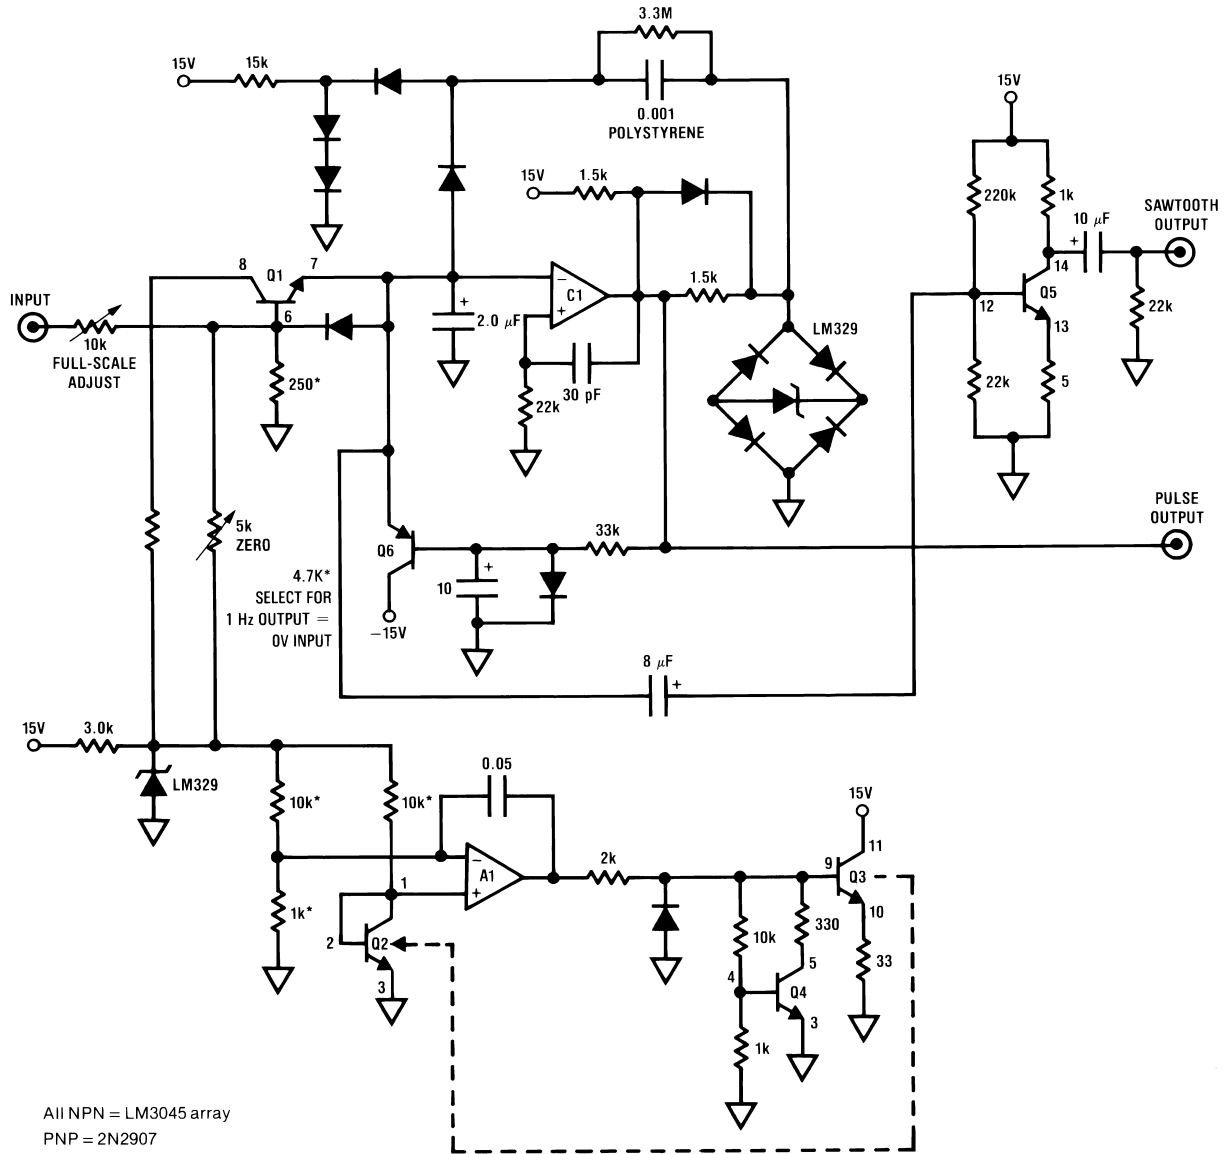 3.3M
15V
15k
0.001
POLYSTYRENE
15V
15V
1.5k
220k
1k
10 μF
+
SAWTOOTH
OUTPUT
8
Q1
7
6
INPUT
10k
FULL-SCALE
ADJUST
250*
+
2.0 μF
−
+
C1
1.5k
30 pF
22k
LM329
12
14
Q5
13
22k
5
22k
PULSE
OUTPUT
5k
ZERO
Q6
33k
+
10
−15V
4.7K*
SELECT FOR
1 Hz OUTPUT =
0V INPUT
8 μF
+
15V
3.0k
LM329
10k*
10k*
0.05
15V
1k*
1
−
+
A1
2k
9
11
Q3
10
2
Q2
3
10k
330
33
4
5
Q4
3
1k
All NPN = LM3045 array
PNP = 2N2907